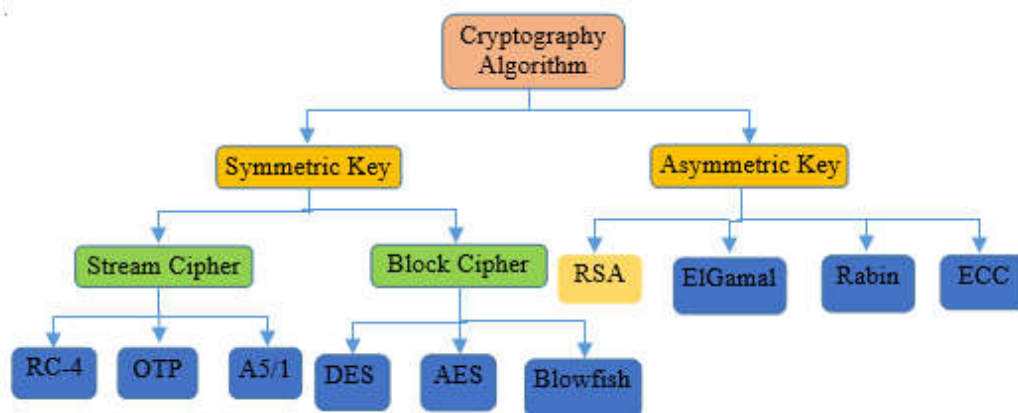 Cryptography
Algorithm
Symmetric Key
Asymmetric Key
Stream Cipher
Block Cipher
RSA
ElGamal
Rabin
ECC
RC-4
OTP
A5/1
DES
AES
Blowfish